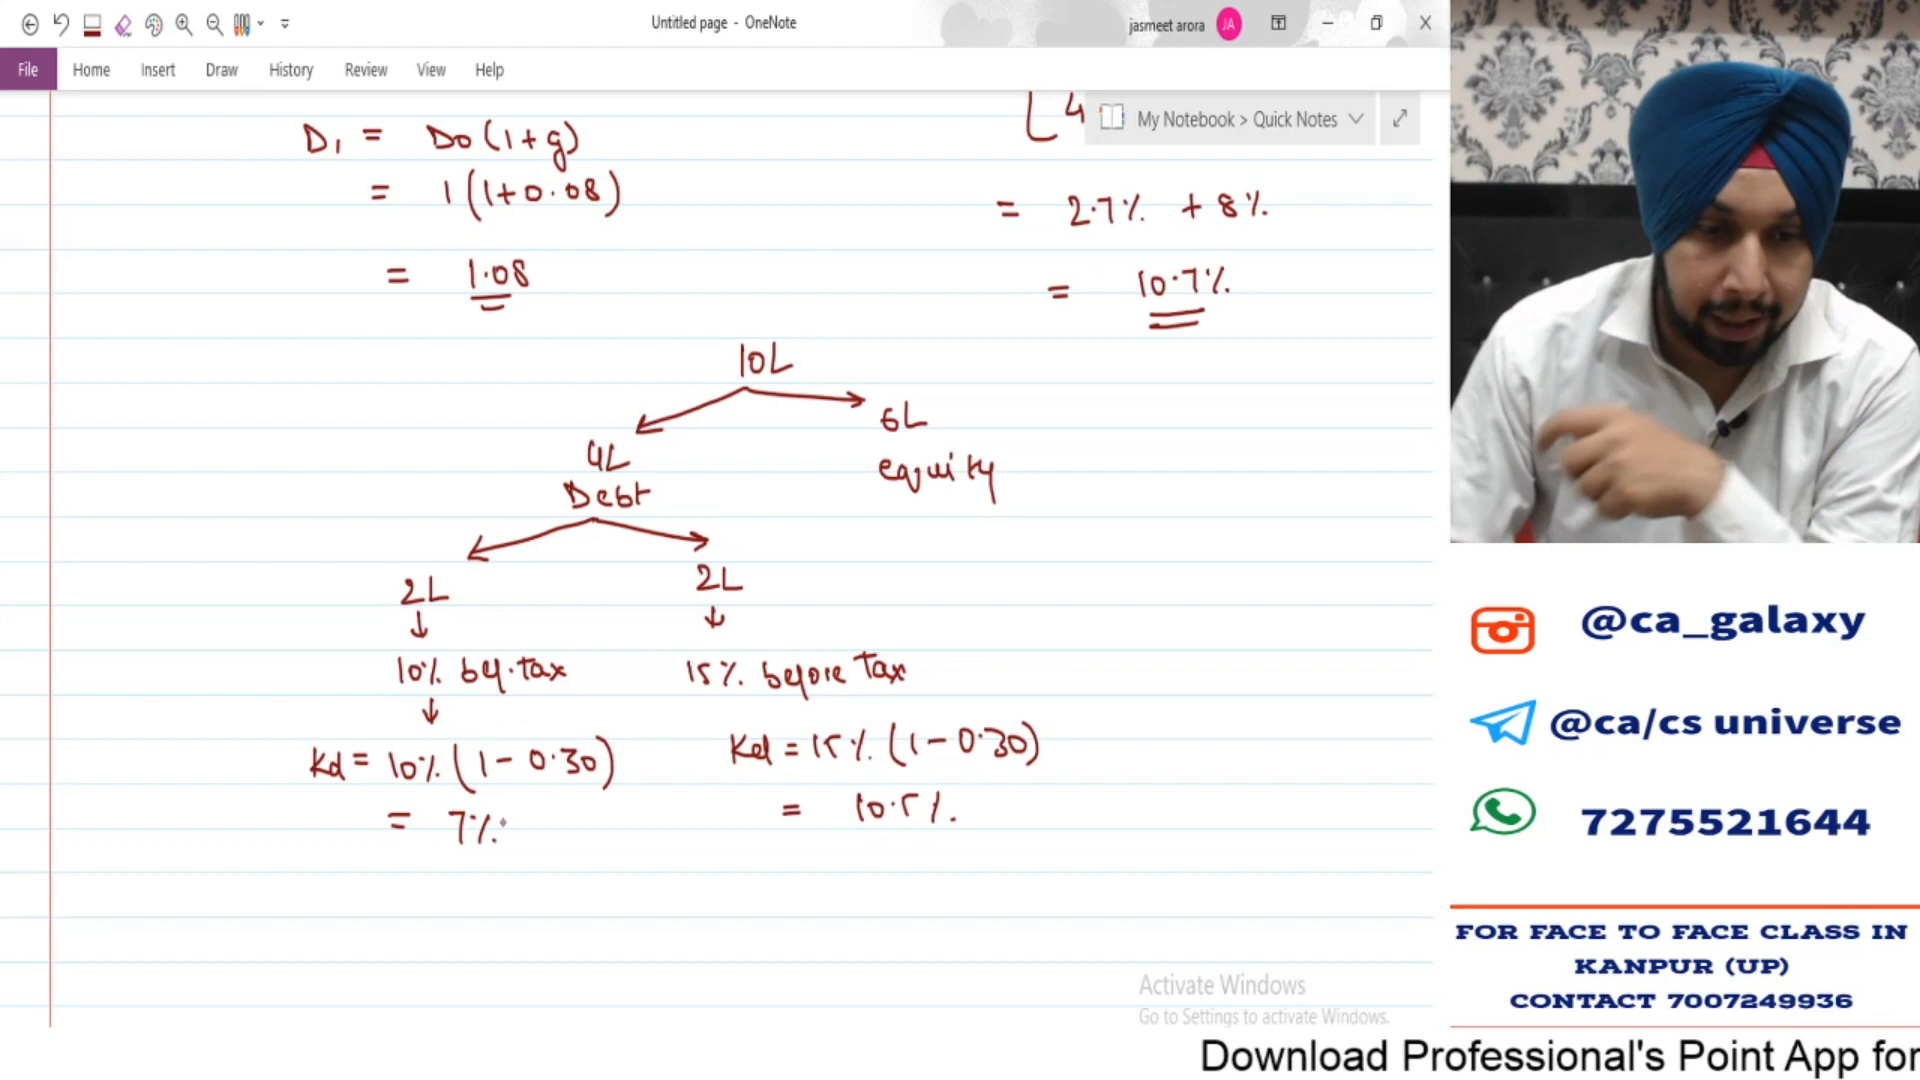 Untitled page - OneNote
jasmeet arora JA
File Home Insert Draw History Review View Help
My Notebook > Quick Notes
[ 4
D1 = D0 (1+g)
= 1 (1+0.08)
= 1.08
= 2.7% + 8%
= 10.7%
10L
6L
equity
4L
Debt
2L 2L
10% bef.tax 15% before Tax
Kd = 10% (1 - 0.30) Kd = 15% (1 - 0.30)
= 7% = 10.5%
Activate Windows
Go to Settings to activate Windows.
@ca_galaxy
@ca/cs universe
7275521644
FOR FACE TO FACE CLASS IN
KANPUR (UP)
CONTACT 7007249936
Download Professional's Point App for